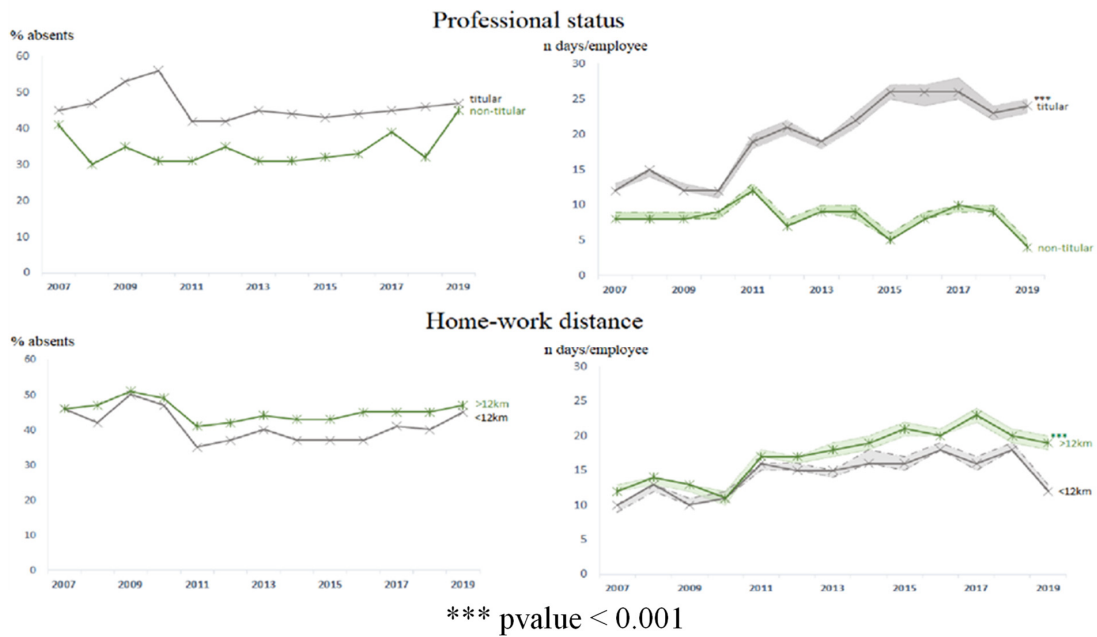 Professional status
% absents
60
50
40
30
20
10
0
2007 2009 2011 2013 2015 2017 2019
titular
non-titular
n days/employee
30
25
20
15
10
5
0
2007 2009 2011 2013 2015 2017 2019
***
titular
non-titular
Home-work distance
% absents
60
50
40
30
20
10
0
2007 2009 2011 2013 2015 2017 2019
>12km
<12km
n days/employee
30
25
20
15
10
5
0
2007 2009 2011 2013 2015 2017 2019
***
>12km
<12km
*** pvalue < 0.001